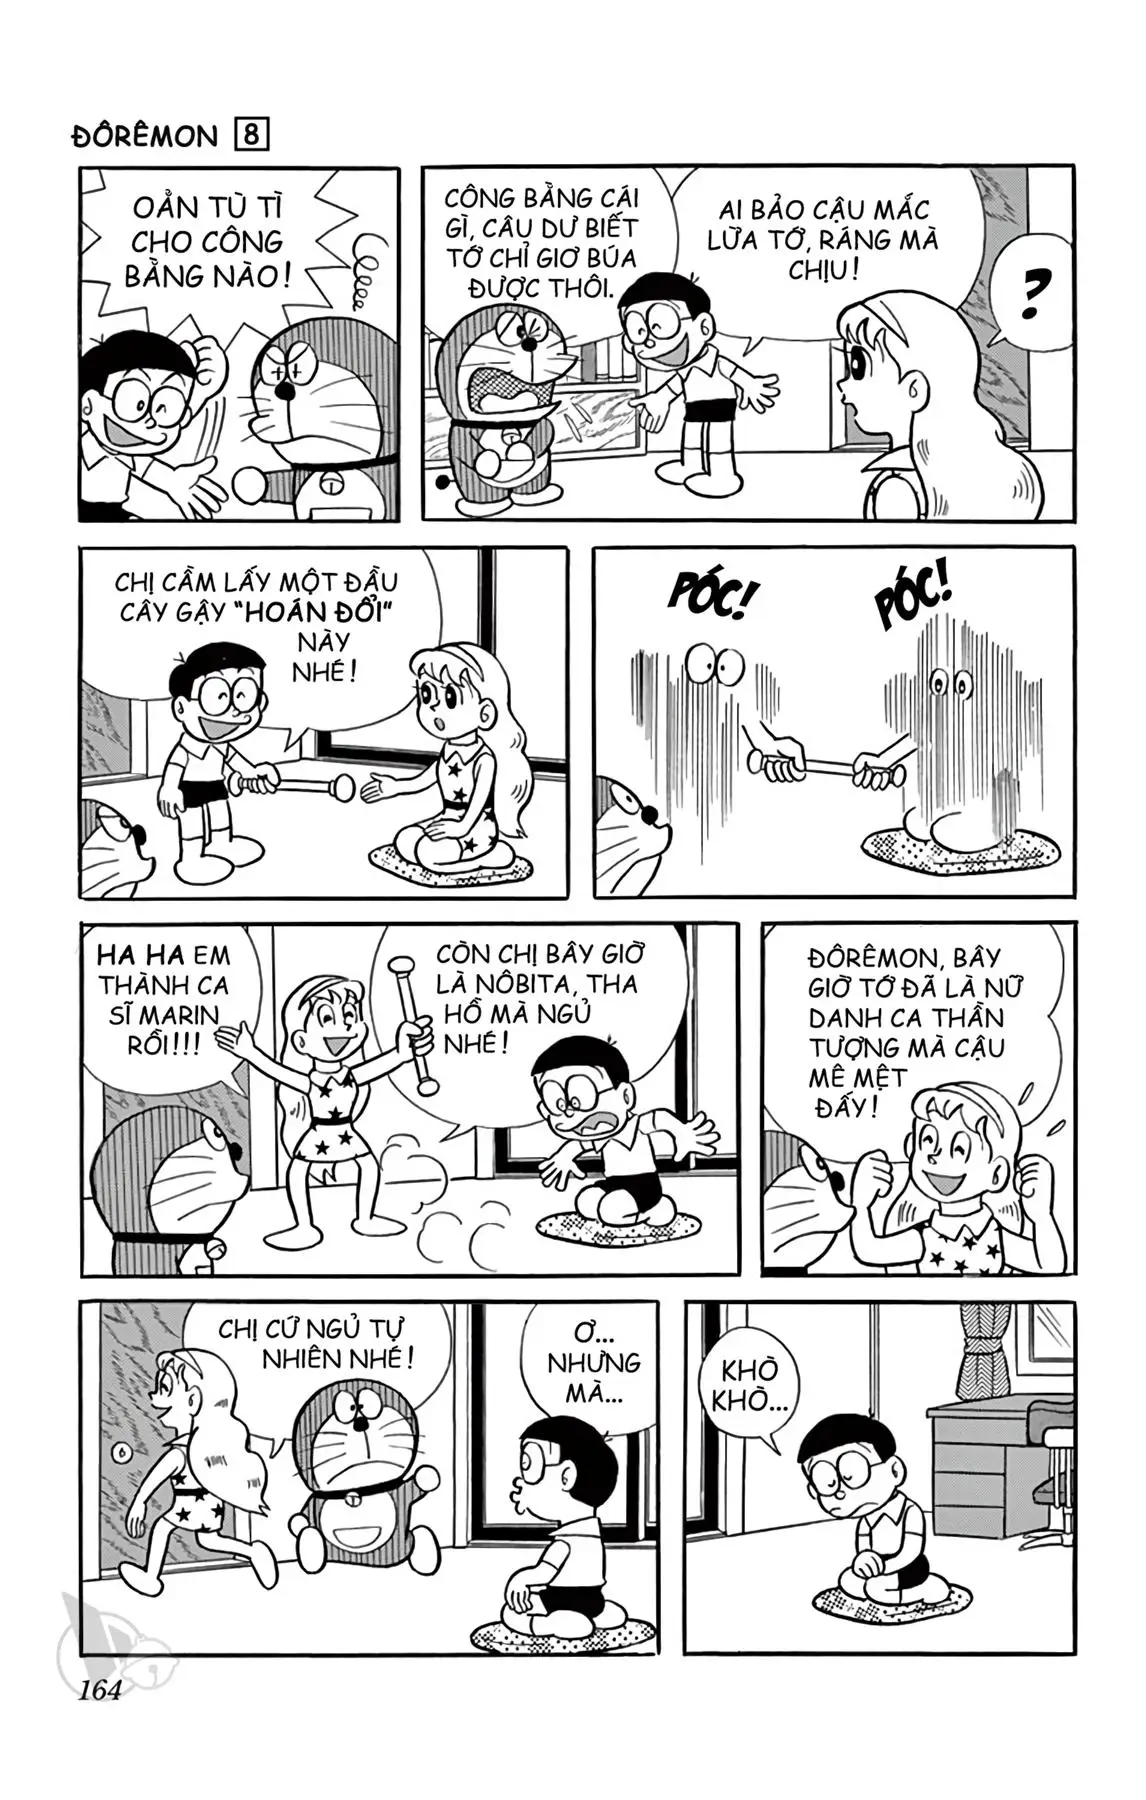 ĐÔRÊMON 8
OẲN TÙ TÌ
CHO CÔNG
BẰNG NÀO!
CÔNG BẰNG CÁI
GÌ, CÂU DƯ BIẾT
TỚ CHỈ GIƠ BÚA
ĐƯỢC THÔI.
AI BẢO CẬU MẮC
LỪA TỚ, RÁNG MÀ
CHỊU!
?
CHỊ CẦM LẤY MỘT ĐẦU
CÂY GẬY "HOÁN ĐỔI"
NÀY
NHÉ!
PÓC!
PÓC!
HA HA EM
THÀNH CA
SĨ MARIN
RỒI!!!
CÒN CHỊ BÂY GIỜ
LÀ NÔBITA, THA
HỒ MÀ NGỦ
NHÉ!
ĐÔRÊMON, BÂY
GIỜ TỚ ĐÃ LÀ NỮ
DANH CA THẦN
TƯỢNG MÀ CẬU
MÊ MỆT
ĐẤY!
CHỊ CỨ NGỦ TỰ
NHIÊN NHÉ!
Ơ...
NHƯNG
MÀ...
KHÒ
KHÒ...
164